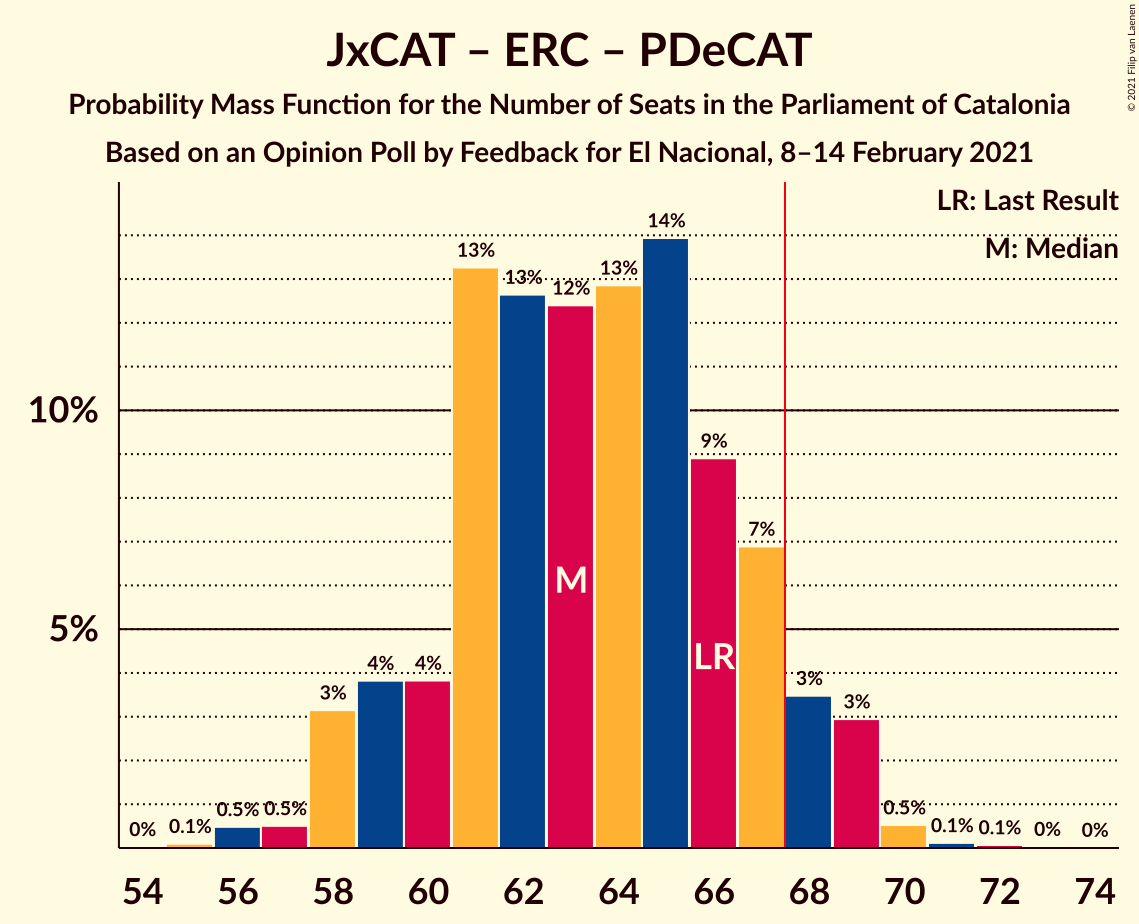 JxCAT – ERC – PDeCAT
Probability Mass Function for the Number of Seats in the Parliament of Catalonia
Based on an Opinion Poll by Feedback for El Nacional, 8–14 February 2021
© 2021 Filip van Laenen
LR: Last Result
M: Median
10%
5%
0%
0.1%
0.5%
0.5%
3%
4%
4%
13%
13%
12%
13%
14%
9%
7%
3%
3%
0.5%
0.1%
0.1%
0%
0%
M
LR
54 56 58 60 62 64 66 68 70 72 74